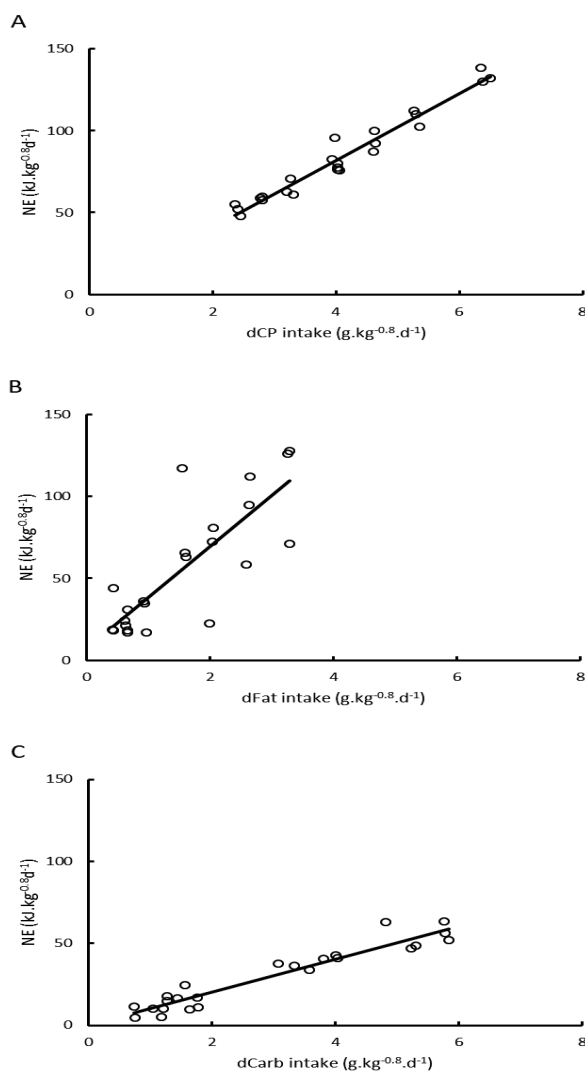 A
150
100
50
0
NE (kJ.kg⁻⁰·⁸d⁻¹)
0 2 4 6 8
dCP intake (g.kg⁻⁰·⁸.d⁻¹)
B
150
100
50
0
NE (kJ.kg⁻⁰·⁸d⁻¹)
0 2 4 6 8
dFat intake (g.kg⁻⁰·⁸.d⁻¹)
C
150
100
50
0
NE (kJ.kg⁻⁰·⁸d⁻¹)
0 2 4 6 8
dCarb intake (g.kg⁻⁰·⁸.d⁻¹)